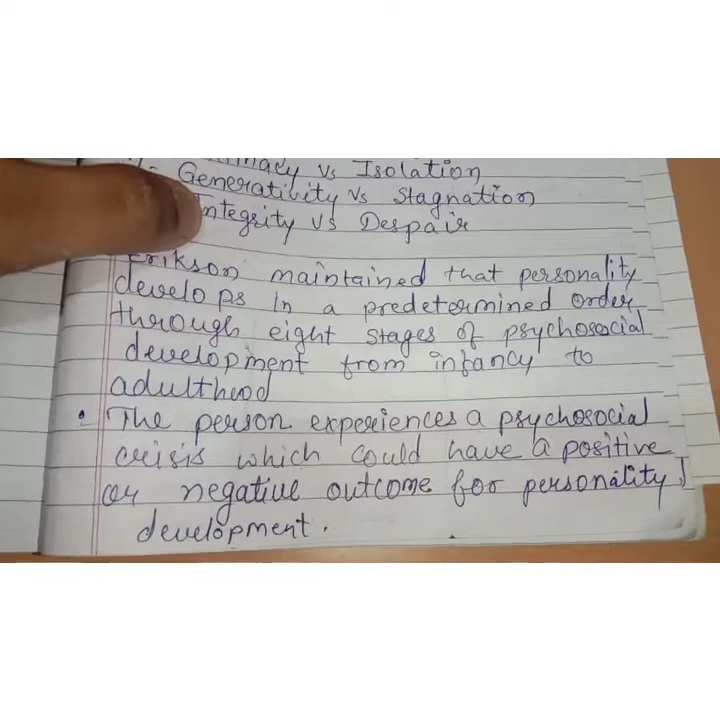 vs Isolation
Generativity vs Stagnation
Integrity vs Despair
Erikson maintained that personality
develops in a predetermined order
through eight stages of psychosocial
development from infancy to
adulthood
• The person experiences a psychosocial
crisis which could have a positive
or negative outcome for personality
development.